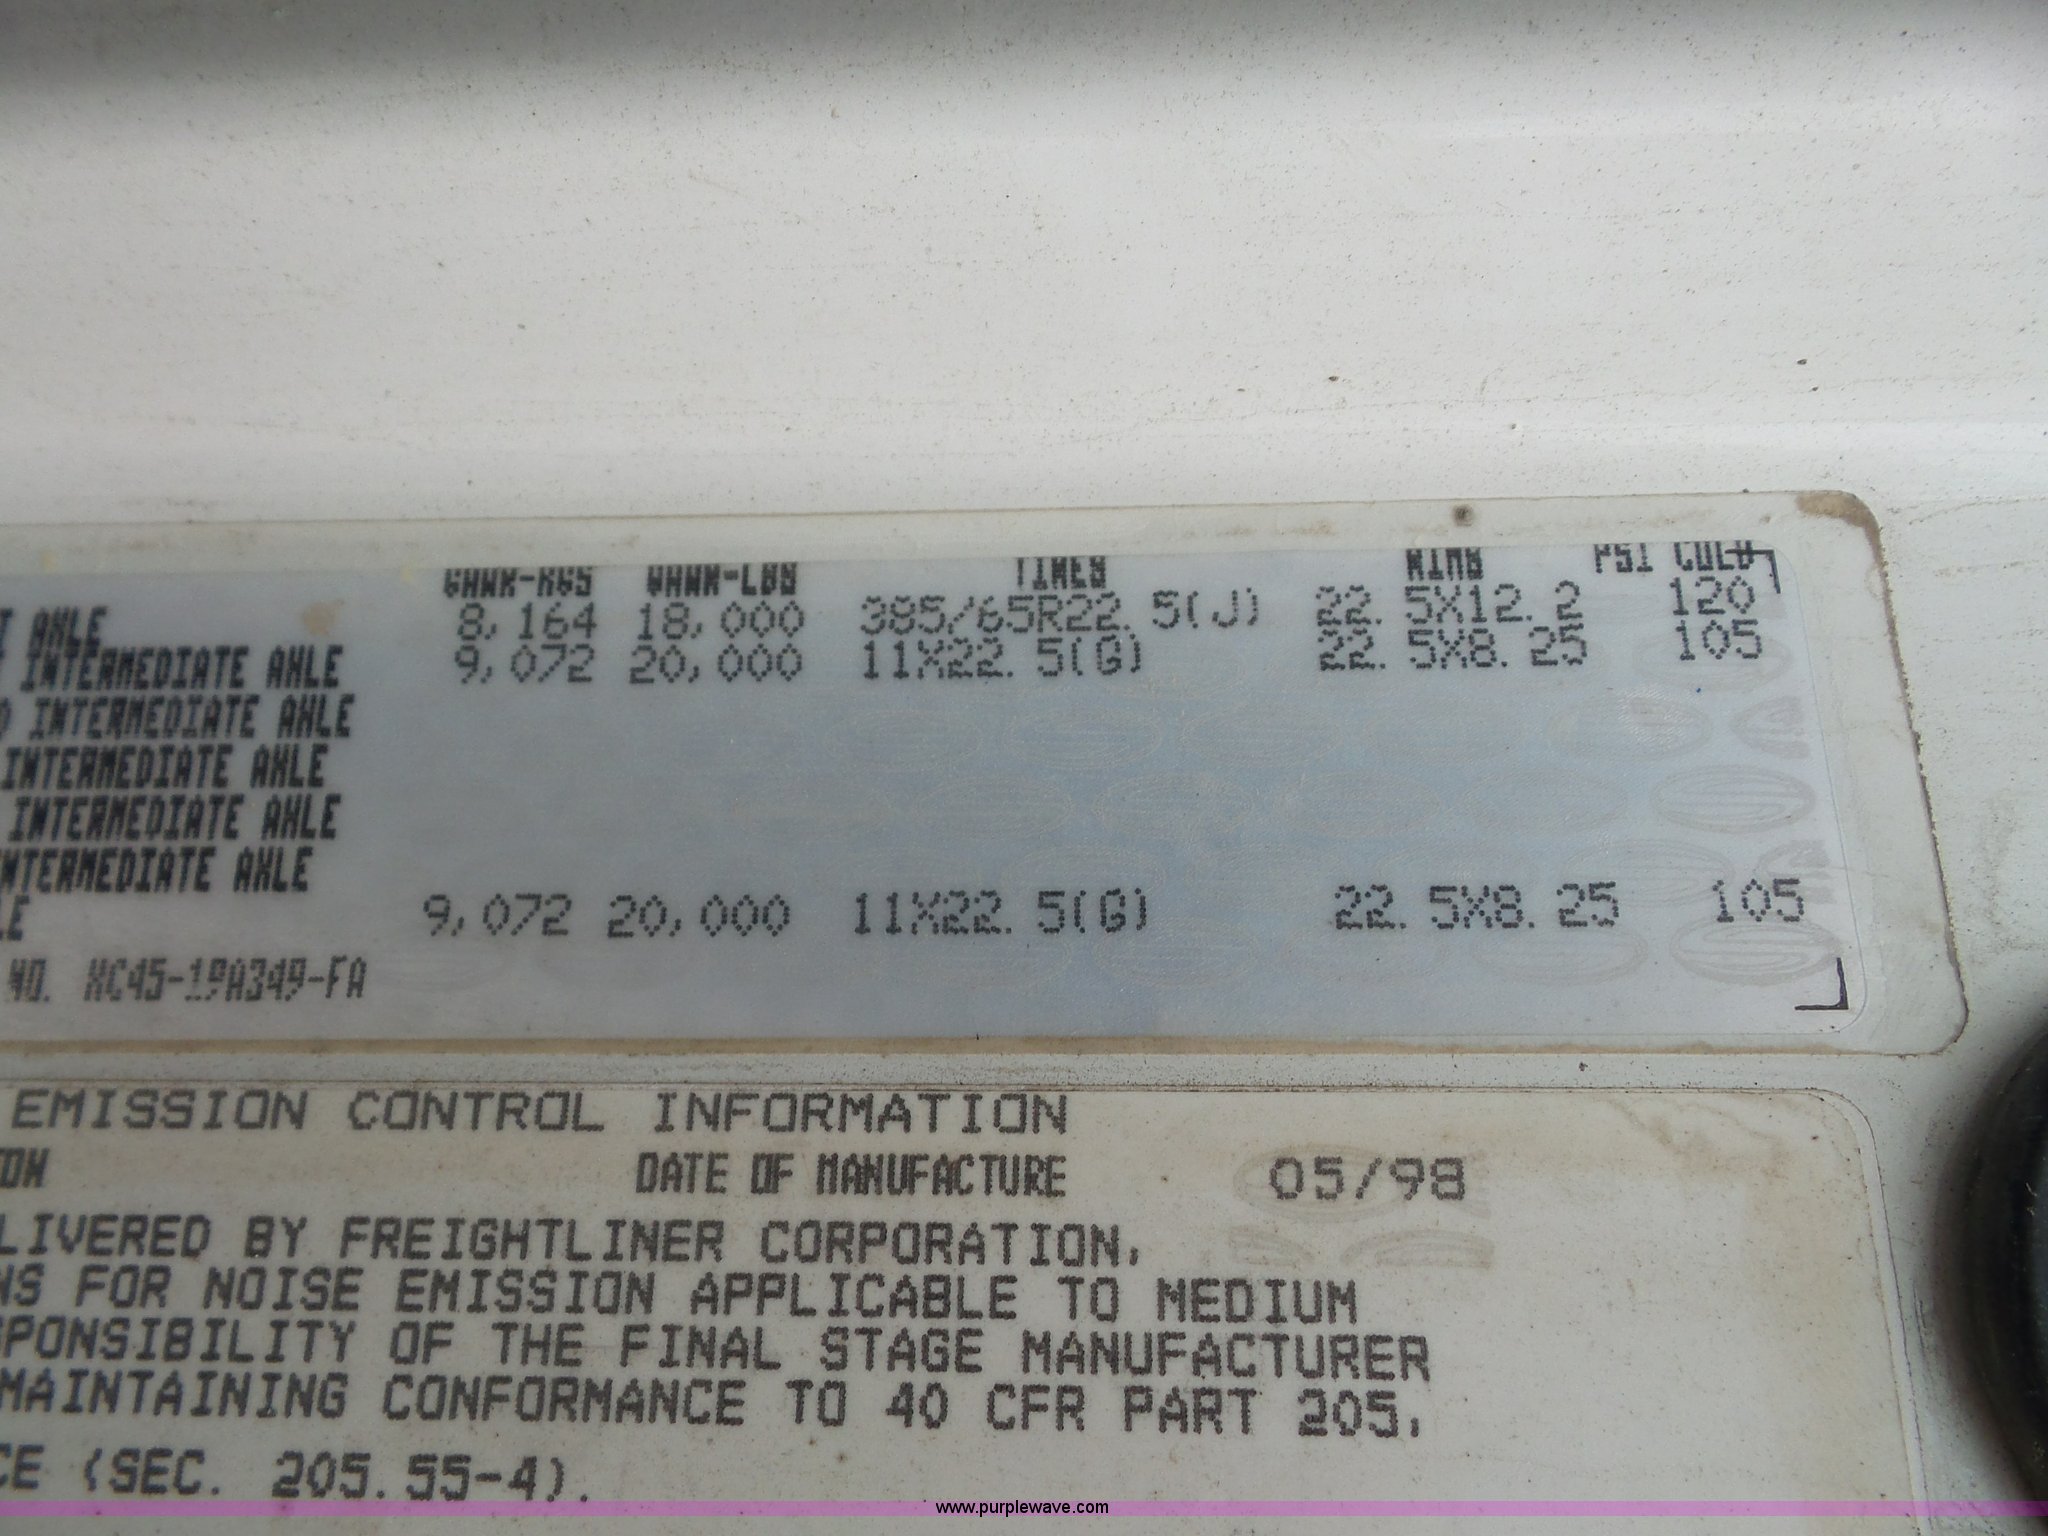 GAWR-KGS GAWR-LBS TIRES RIMS PSI COLD
T AXLE 8,164 18,000 385/65R22.5(J) 22.5X12.2 120
INTERMEDIATE AXLE 9,072 20,000 11X22.5(G) 22.5X8.25 105
D INTERMEDIATE AXLE
INTERMEDIATE AXLE
INTERMEDIATE AXLE
INTERMEDIATE AXLE
LE 9,072 20,000 11X22.5(G) 22.5X8.25 105
NO. XC45-19A349-FA
EMISSION CONTROL INFORMATION
ION DATE OF MANUFACTURE 05/98
LIVERED BY FREIGHTLINER CORPORATION,
NS FOR NOISE EMISSION APPLICABLE TO MEDIUM
SPONSIBILITY OF THE FINAL STAGE MANUFACTURER
MAINTAINING CONFORMANCE TO 40 CFR PART 205,
CE (SEC. 205.55-4).
www.purplewave.com